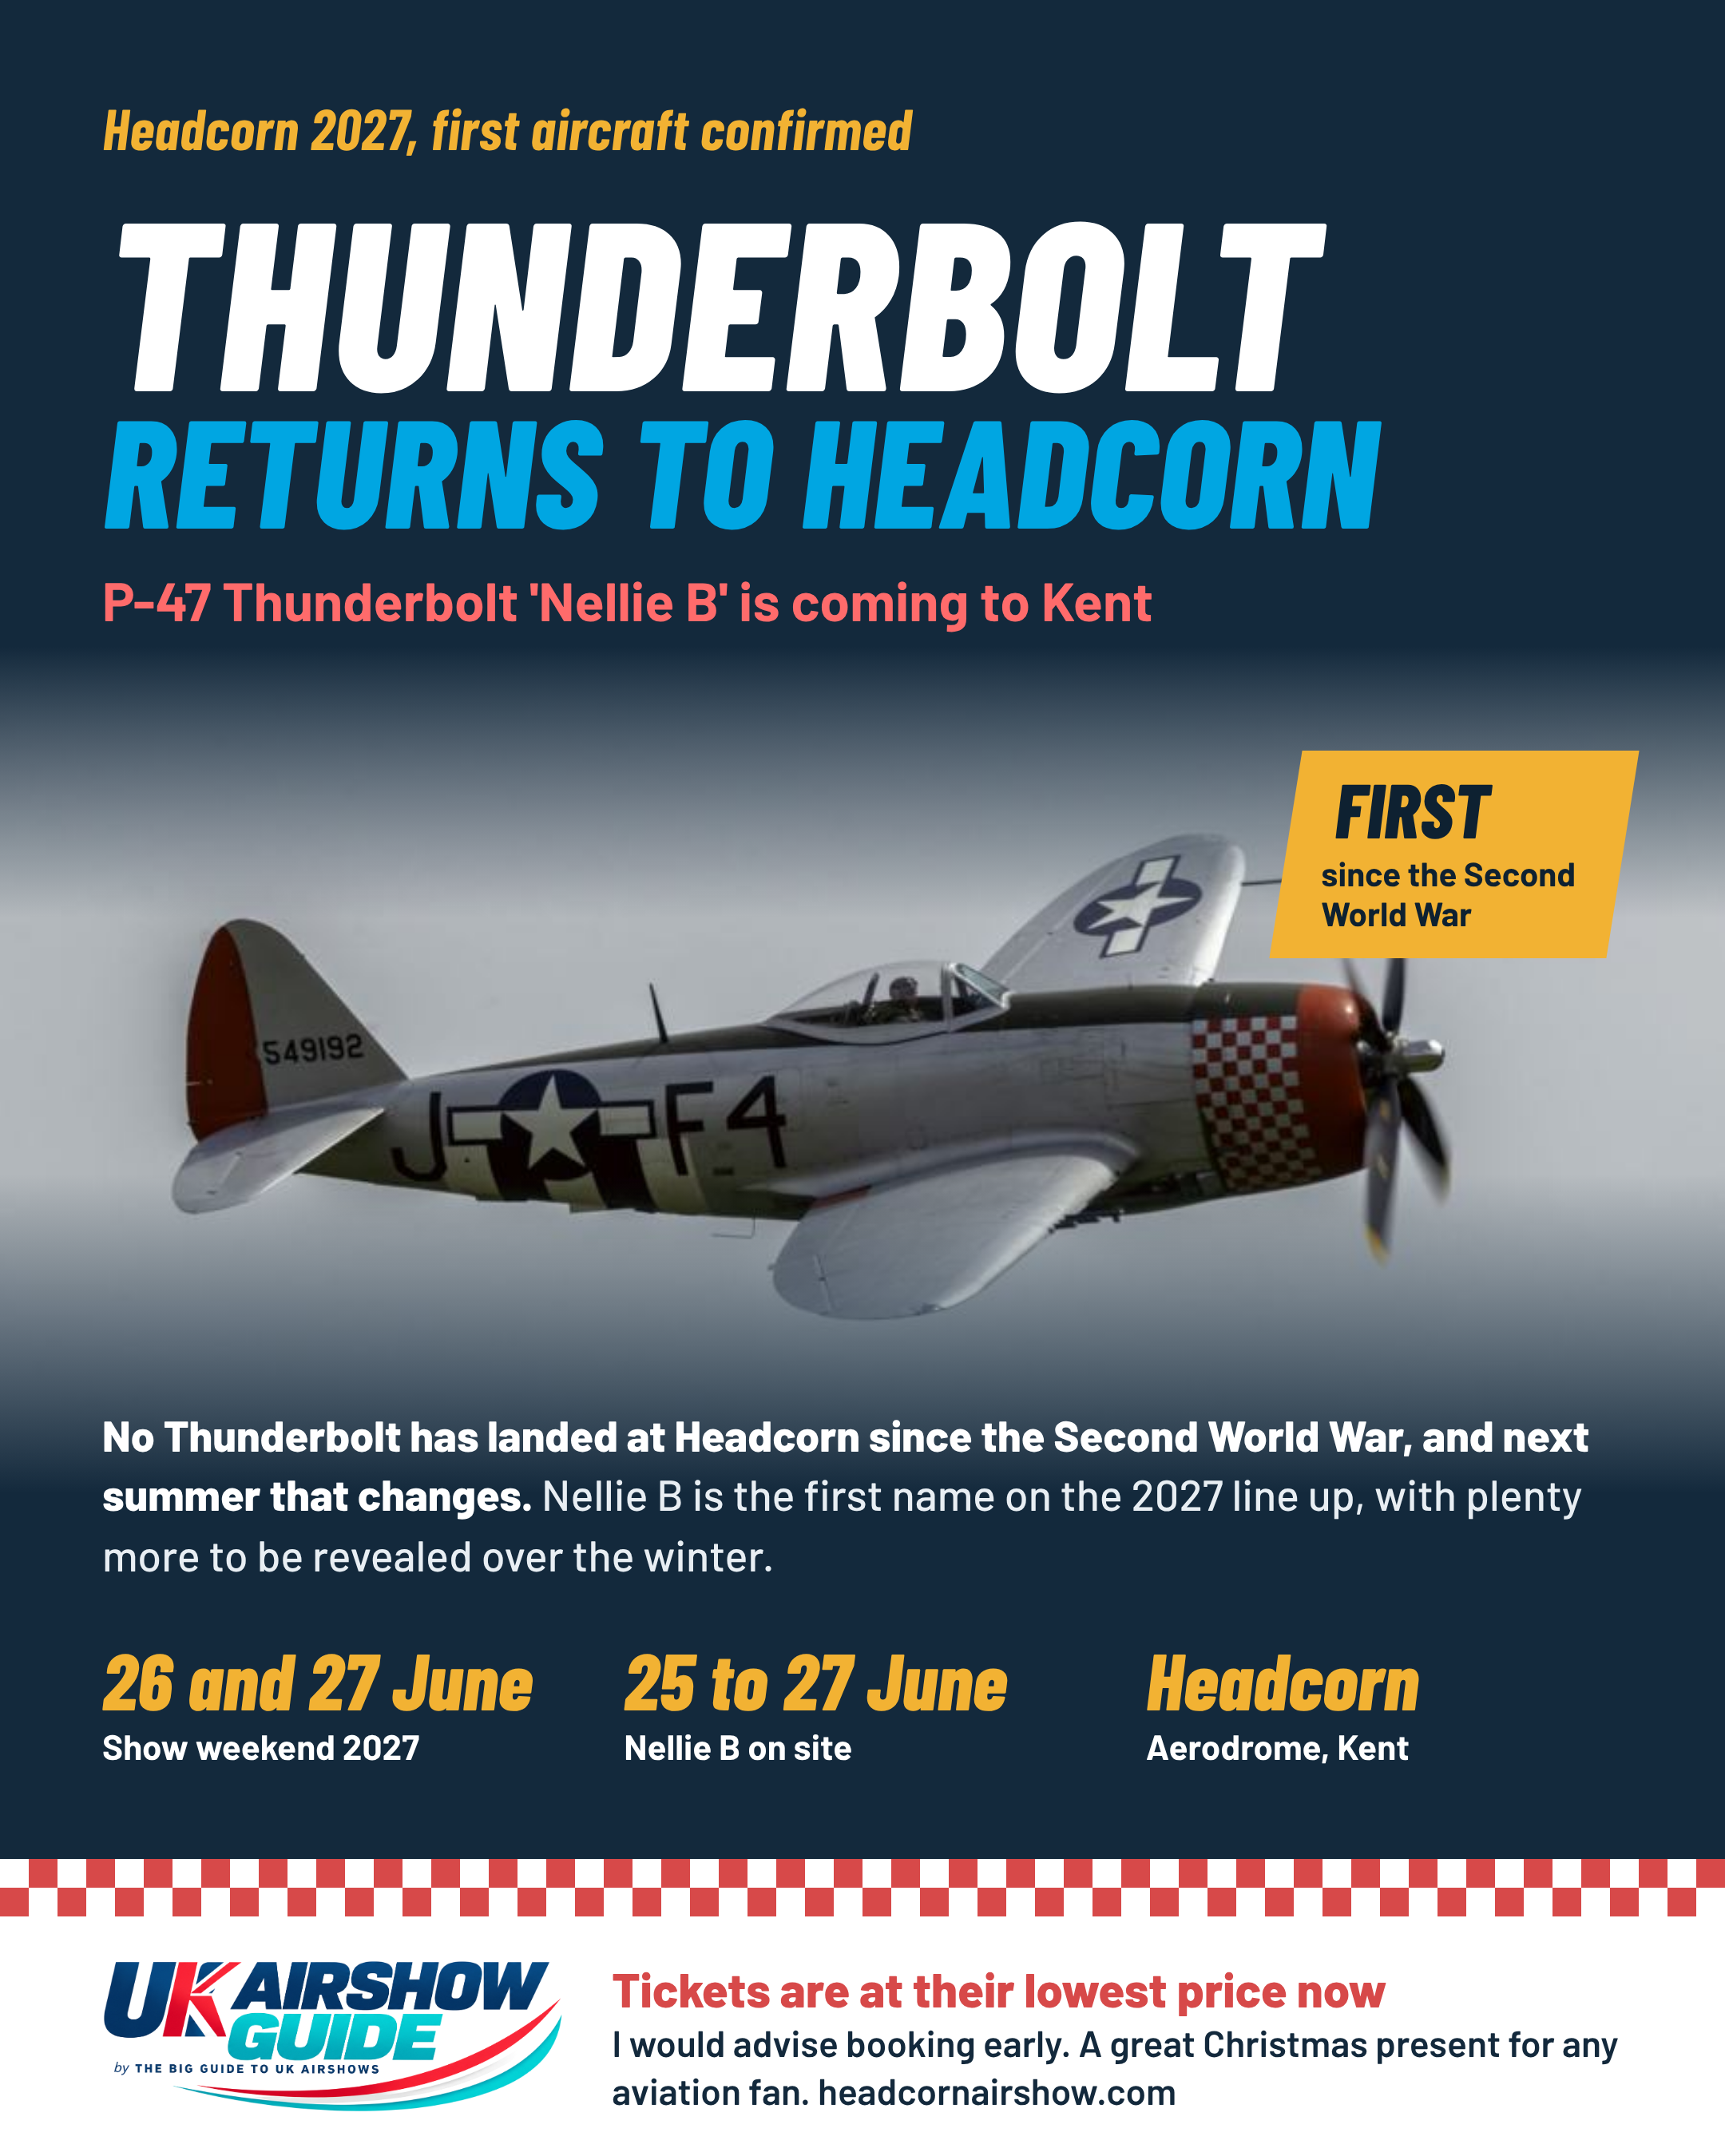 Headcorn 2027, first aircraft confirmed
THUNDERBOLT
RETURNS TO HEADCORN
P-47 Thunderbolt 'Nellie B' is coming to Kent
FIRST
since the Second
World War
549192
J F4
No Thunderbolt has landed at Headcorn since the Second World War, and next
summer that changes. Nellie B is the first name on the 2027 line up, with plenty
more to be revealed over the winter.
26 and 27 June
Show weekend 2027
25 to 27 June
Nellie B on site
Headcorn
Aerodrome, Kent
UK AIRSHOW
GUIDE
by THE BIG GUIDE TO UK AIRSHOWS
Tickets are at their lowest price now
I would advise booking early. A great Christmas present for any
aviation fan. headcornairshow.com